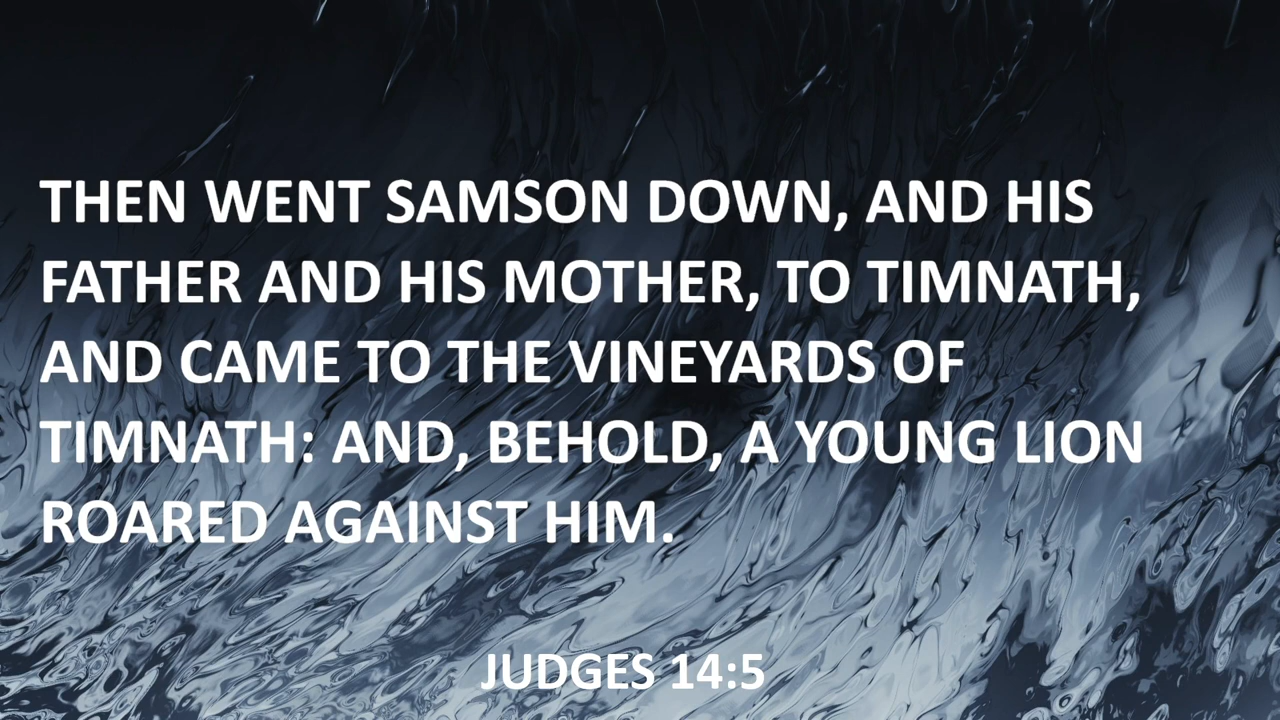 THEN WENT SAMSON DOWN, AND HIS
FATHER AND HIS MOTHER, TO TIMNATH,
AND CAME TO THE VINEYARDS OF
TIMNATH: AND, BEHOLD, A YOUNG LION
ROARED AGAINST HIM.
JUDGES 14:5